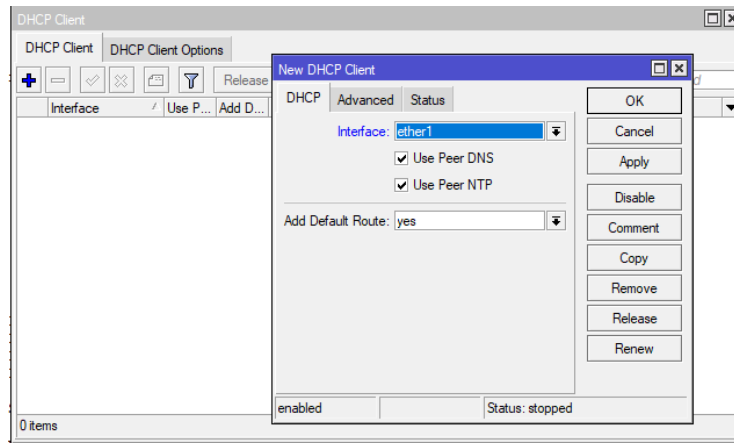 DHCP Client
DHCP Client DHCP Client Options
Release
Interface Use P... Add D...
0 items
New DHCP Client
DHCP Advanced Status
Interface: ether1
Use Peer DNS
Use Peer NTP
Add Default Route: yes
OK
Cancel
Apply
Disable
Comment
Copy
Remove
Release
Renew
enabled Status: stopped